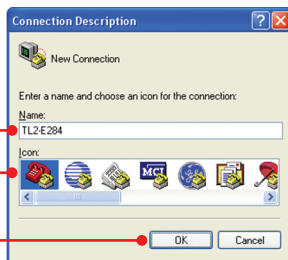 Connection Description
New Connection
Enter a name and choose an icon for the connection:
Name:
TL2-E284
Icon:
MCI
OK
Cancel